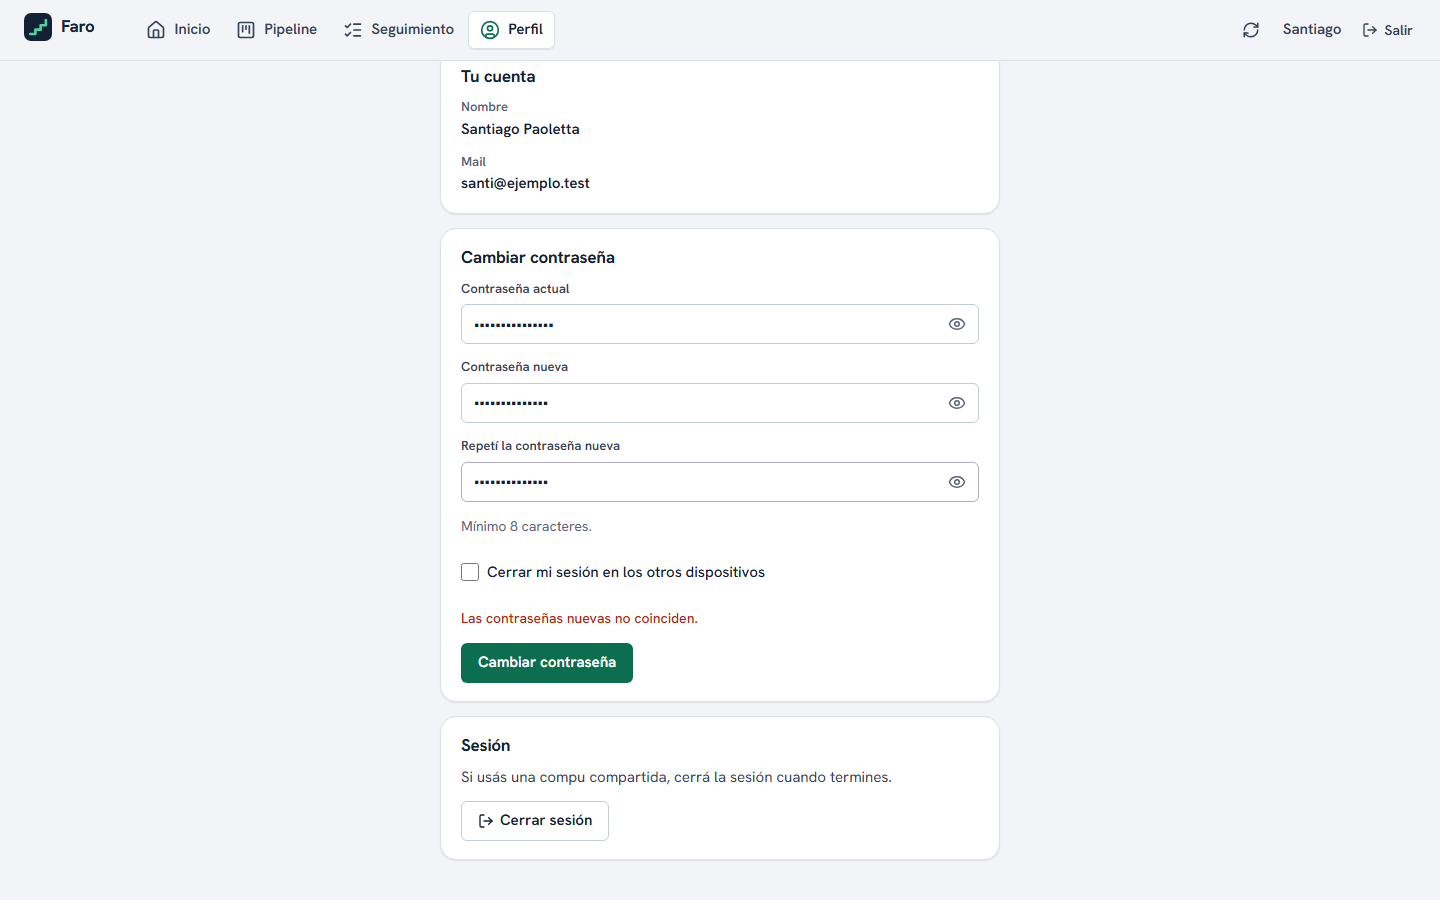 Faro
Inicio
Pipeline
Seguimiento
Perfil
Santiago
Salir
Tu cuenta
Nombre
Santiago Paoletta
Mail
santi@ejemplo.test
Cambiar contraseña
Contraseña actual
Contraseña nueva
Repetí la contraseña nueva
Mínimo 8 caracteres.
Cerrar mi sesión en los otros dispositivos
Las contraseñas nuevas no coinciden.
Cambiar contraseña
Sesión
Si usás una compu compartida, cerrá la sesión cuando termines.
Cerrar sesión